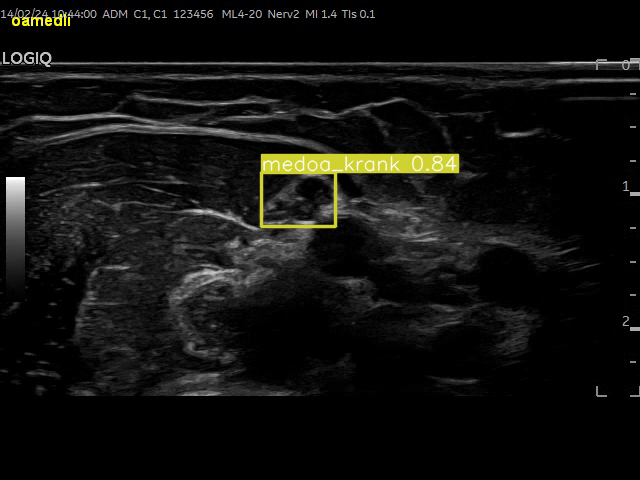 14/02/24 10:44:00 ADM C1, C1 123456 ML4-20 Nerv2 MI 1.4 TIs 0.1
oamedli
LOGIQ
0
medoa_krank 0.84
1
2